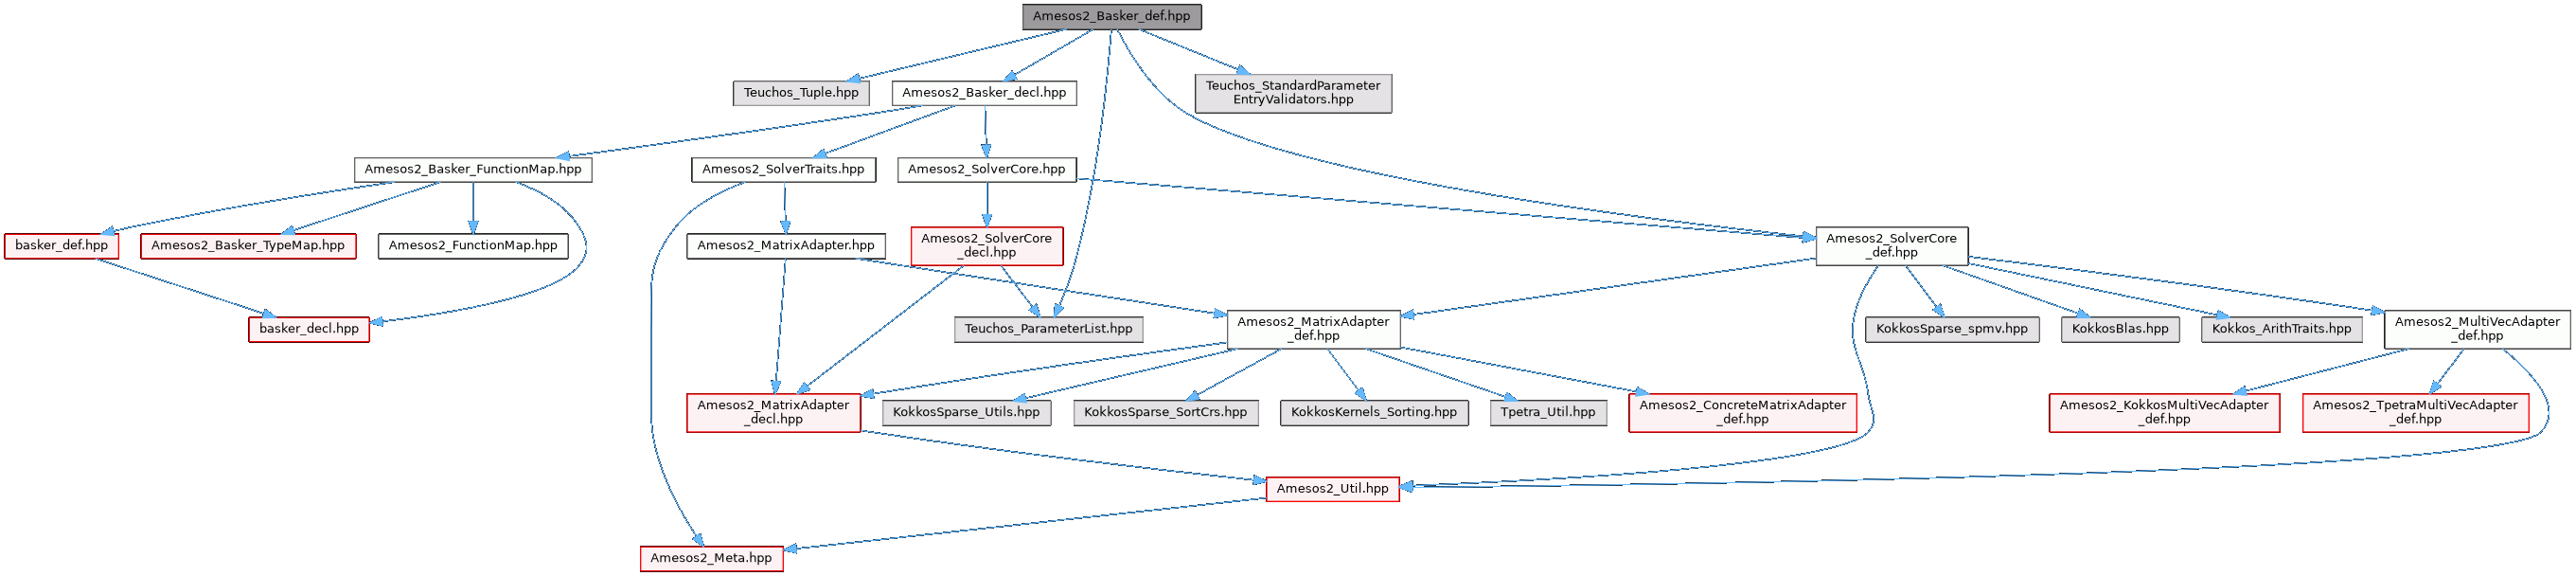 Amesos2_Basker_def.hpp
Teuchos_Tuple.hpp
Amesos2_Basker_decl.hpp
Teuchos_StandardParameter
EntryValidators.hpp
Amesos2_Basker_FunctionMap.hpp
Amesos2_SolverTraits.hpp
Amesos2_SolverCore.hpp
basker_def.hpp
Amesos2_Basker_TypeMap.hpp
Amesos2_FunctionMap.hpp
Amesos2_MatrixAdapter.hpp
Amesos2_SolverCore
_decl.hpp
Amesos2_SolverCore
_def.hpp
basker_decl.hpp
Teuchos_ParameterList.hpp
Amesos2_MatrixAdapter
_def.hpp
KokkosSparse_spmv.hpp
KokkosBlas.hpp
Kokkos_ArithTraits.hpp
Amesos2_MultiVecAdapter
_def.hpp
Amesos2_MatrixAdapter
_decl.hpp
KokkosSparse_Utils.hpp
KokkosSparse_SortCrs.hpp
KokkosKernels_Sorting.hpp
Tpetra_Util.hpp
Amesos2_ConcreteMatrixAdapter
_def.hpp
Amesos2_KokkosMultiVecAdapter
_def.hpp
Amesos2_TpetraMultiVecAdapter
_def.hpp
Amesos2_Util.hpp
Amesos2_Meta.hpp